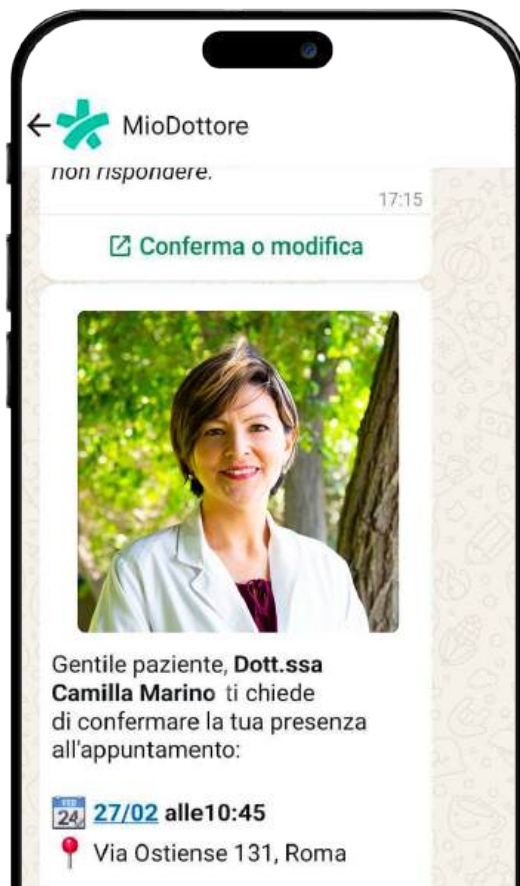 MioDottore
non rispondere.
17:15
Conferma o modifica
Gentile paziente, Dott.ssa
Camilla Marino ti chiede
di confermare la tua presenza
all'appuntamento:
FEB
24 27/02 alle10:45
Via Ostiense 131, Roma